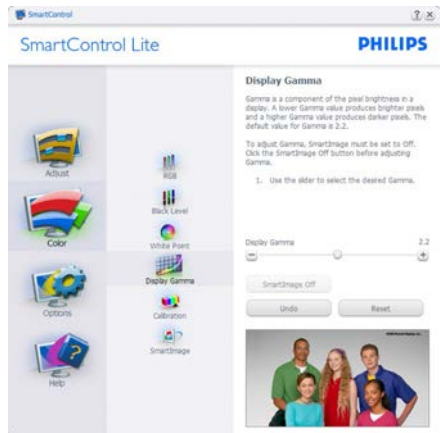 SmartControl
SmartControl Lite
PHILIPS
Adjust
Color
Options
Help
RGB
Black Level
White Point
Display Gamma
Calibration
SmartImage
Display Gamma
Gamma is a component of the pixel brightness in a
display. A lower Gamma value produces brighter pixels
and a higher Gamma value produces darker pixels. The
default value for Gamma is 2.2.
To adjust Gamma, SmartImage must be set to Off.
Click the SmartImage Off button before adjusting
Gamma.
1. Use the slider to select the desired Gamma.
Display Gamma 2.2
SmartImage Off
Undo Reset